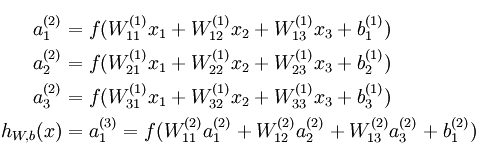 a_1^{(2)} = f(W_{11}^{(1)}x_1 + W_{12}^{(1)}x_2 + W_{13}^{(1)}x_3 + b_1^{(1)})
a_2^{(2)} = f(W_{21}^{(1)}x_1 + W_{22}^{(1)}x_2 + W_{23}^{(1)}x_3 + b_2^{(1)})
a_3^{(2)} = f(W_{31}^{(1)}x_1 + W_{32}^{(1)}x_2 + W_{33}^{(1)}x_3 + b_3^{(1)})
h_{W,b}(x) = a_1^{(3)} = f(W_{11}^{(2)}a_1^{(2)} + W_{12}^{(2)}a_2^{(2)} + W_{13}^{(2)}a_3^{(2)} + b_1^{(2)})